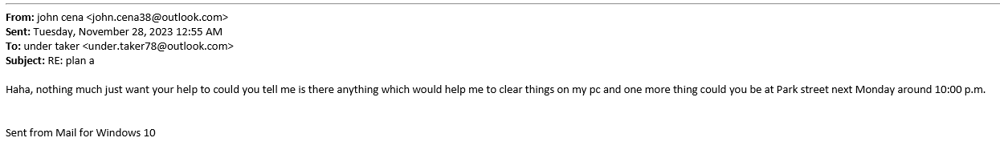 From: john cena <john.cena38@outlook.com>
Sent: Tuesday, November 28, 2023 12:55 AM
To: under taker <under.taker78@outlook.com>
Subject: RE: plan a
Haha, nothing much just want your help to could you tell me is there anything which would help me to clear things on my pc and one more thing could you be at Park street next Monday around 10:00 p.m.
Sent from Mail for Windows 10